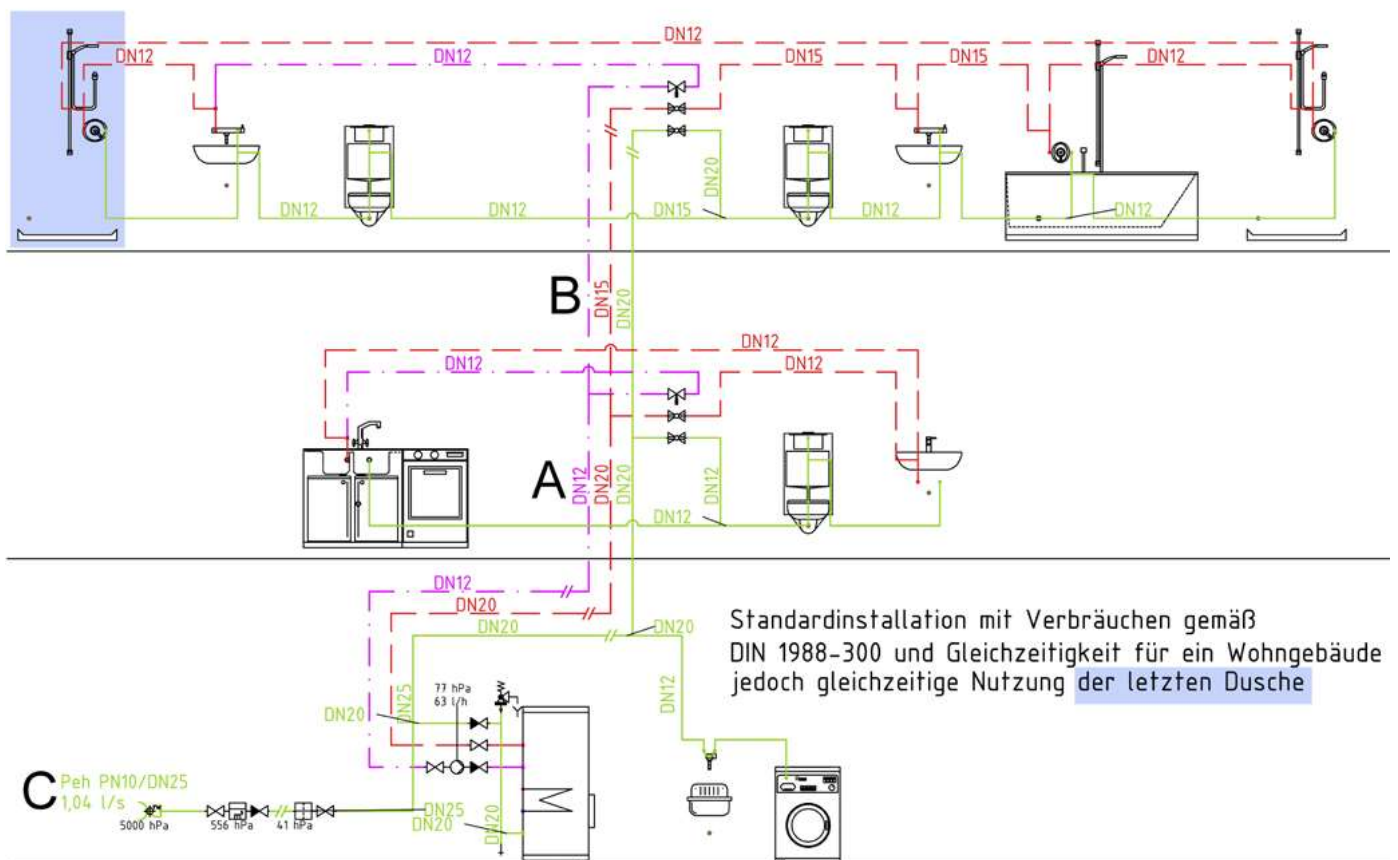 DN12
DN12
DN12
DN15
DN15
DN12
DN20
DN12
DN12
DN15
DN12
DN12
B
DN15
DN20
DN12
DN12
DN12
A
DN12
DN20
DN20
DN12
DN12
DN12
DN20
DN20
DN20
Standardinstallation mit Verbräuchen gemäß
DIN 1988-300 und Gleichzeitigkeit für ein Wohngebäude
jedoch gleichzeitige Nutzung der letzten Dusche
DN12
DN25
77 hPa
63 l/h
DN20
C
Peh PN10/DN25
1,04 l/s
5000 hPa
556 hPa
41 hPa
DN25
DN20
DN20